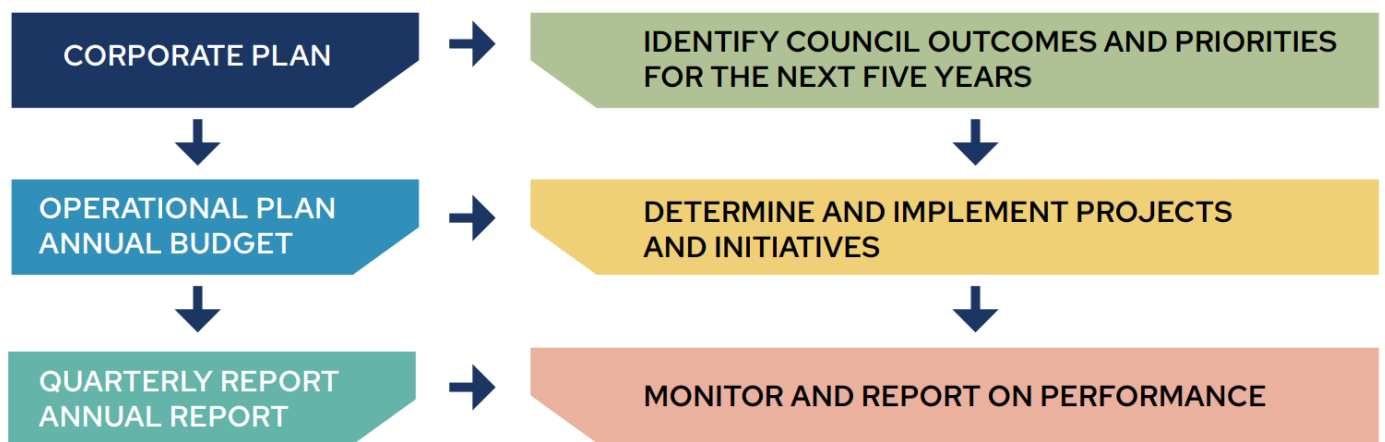 CORPORATE PLAN
IDENTIFY COUNCIL OUTCOMES AND PRIORITIES
FOR THE NEXT FIVE YEARS
OPERATIONAL PLAN
ANNUAL BUDGET
DETERMINE AND IMPLEMENT PROJECTS
AND INITIATIVES
QUARTERLY REPORT
ANNUAL REPORT
MONITOR AND REPORT ON PERFORMANCE